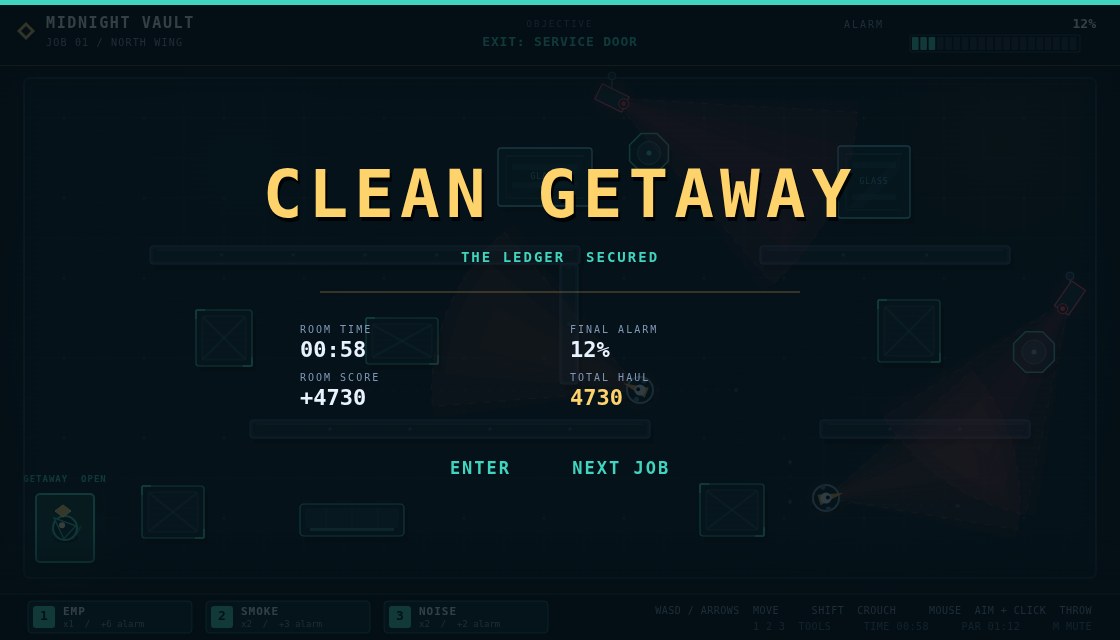 MIDNIGHT VAULT
JOB 01 / NORTH WING
OBJECTIVE
EXIT: SERVICE DOOR
ALARM
12%
GLASS
CLEAN GETAWAY
THE LEDGER SECURED
ROOM TIME
00:58
FINAL ALARM
12%
ROOM SCORE
+4730
TOTAL HAUL
4730
ENTER NEXT JOB
GETAWAY OPEN
1 EMP
x1 / +6 alarm
2 SMOKE
x2 / +3 alarm
3 NOISE
x2 / +2 alarm
WASD / ARROWS MOVE SHIFT CROUCH MOUSE AIM + CLICK THROW
1 2 3 TOOLS TIME 00:58 PAR 01:12 M MUTE